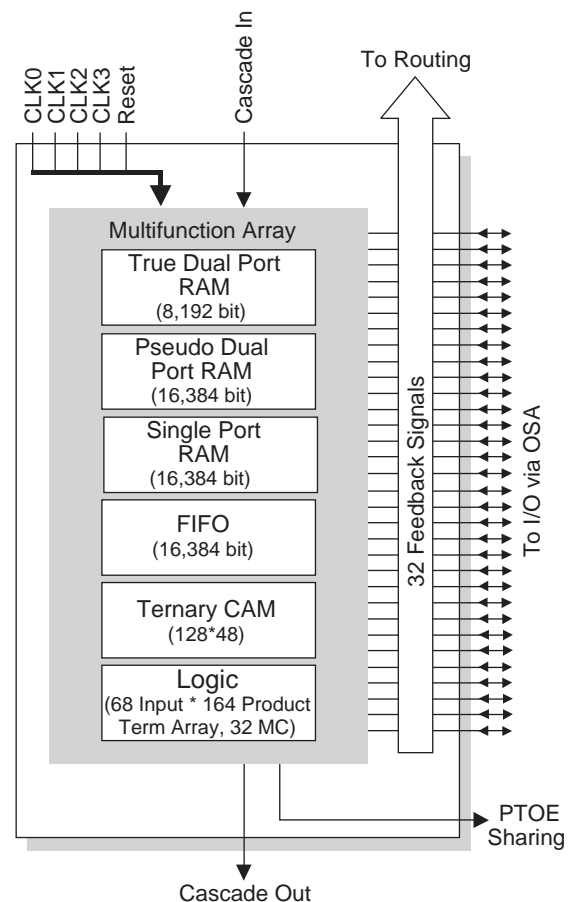 CLK0
CLK1
CLK2
CLK3
Reset
Cascade In
To Routing
Multifunction Array
True Dual Port
RAM
(8,192 bit)
Pseudo Dual
Port RAM
(16,384 bit)
Single Port
RAM
(16,384 bit)
FIFO
(16,384 bit)
Ternary CAM
(128*48)
Logic
(68 Input * 164 Product
Term Array, 32 MC)
32 Feedback Signals
To I/O via OSA
PTOE
Sharing
Cascade Out